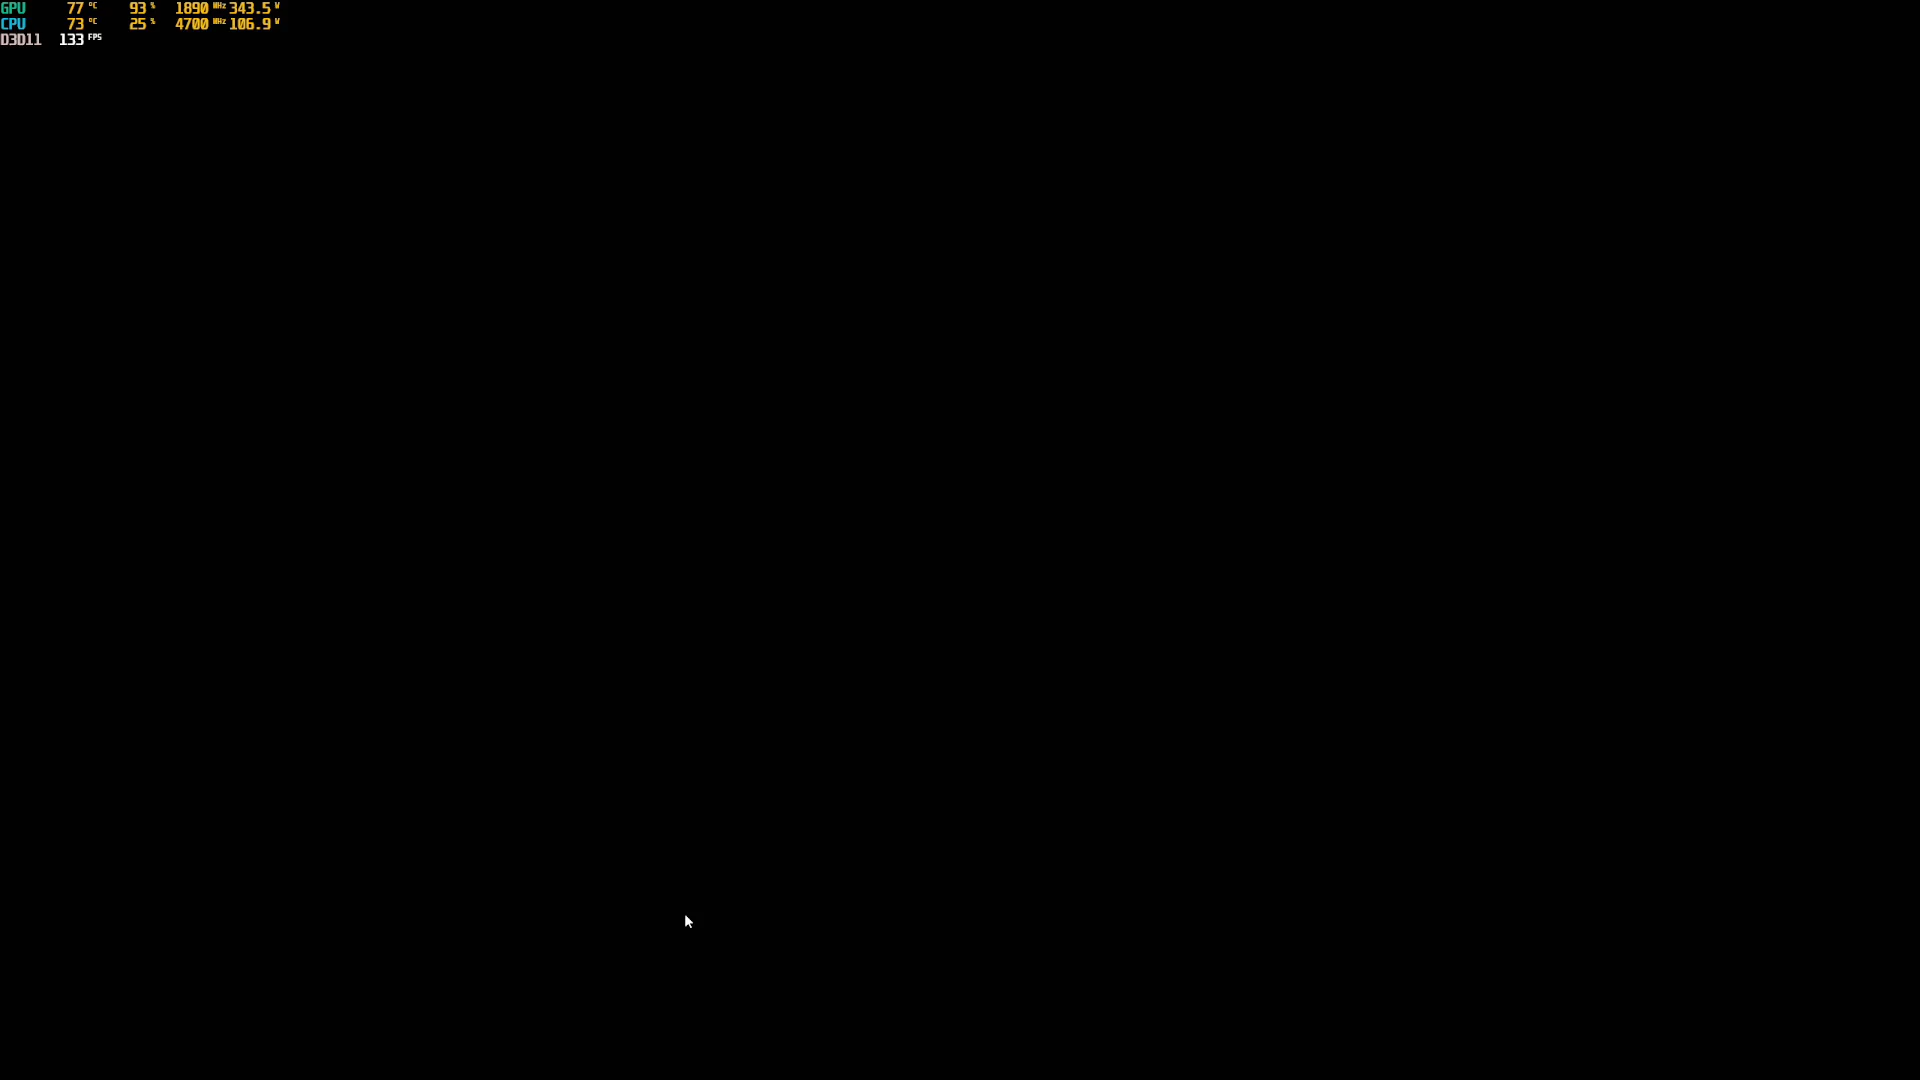 GPU 77 °C 93 % 1890 MHz 343.5 W
CPU 73 °C 25 % 4700 MHz 106.9 W
D3D11 133 FPS